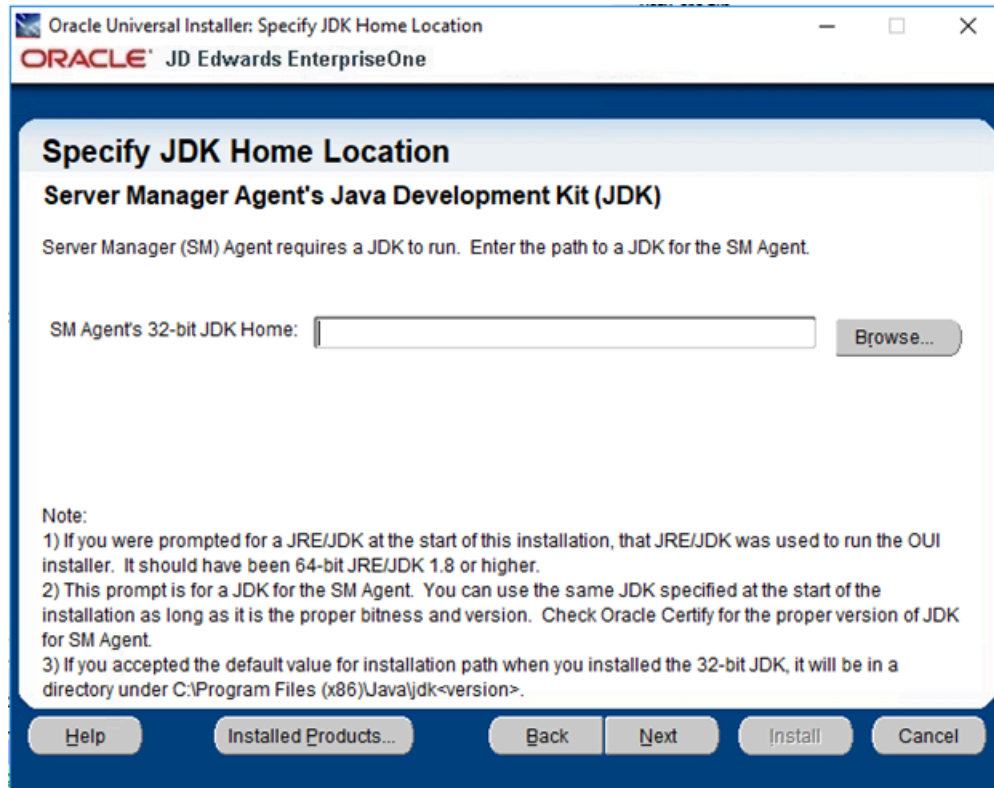 Oracle Universal Installer: Specify JDK Home Location
ORACLE JD Edwards EnterpriseOne
Specify JDK Home Location
Server Manager Agent's Java Development Kit (JDK)
Server Manager (SM) Agent requires a JDK to run. Enter the path to a JDK for the SM Agent.
SM Agent's 32-bit JDK Home:
Browse...
Note:
1) If you were prompted for a JRE/JDK at the start of this installation, that JRE/JDK was used to run the OUI
installer. It should have been 64-bit JRE/JDK 1.8 or higher.
2) This prompt is for a JDK for the SM Agent. You can use the same JDK specified at the start of the
installation as long as it is the proper bitness and version. Check Oracle Certify for the proper version of JDK
for SM Agent.
3) If you accepted the default value for installation path when you installed the 32-bit JDK, it will be in a
directory under C:\Program Files (x86)\Java\jdk<version>.
Help Installed Products... Back Next Install Cancel